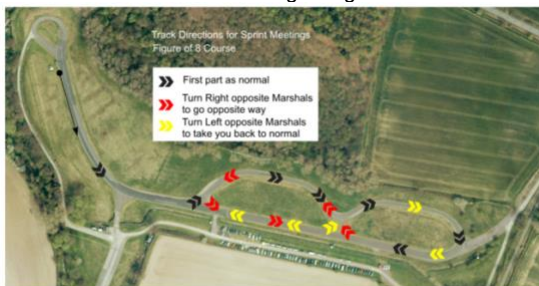 Track Directions for Sprint Meetings
Figure of 8 Course
First part as normal
Turn Right opposite Marshals
to go opposite way
Turn Left opposite Marshals
to take you back to normal